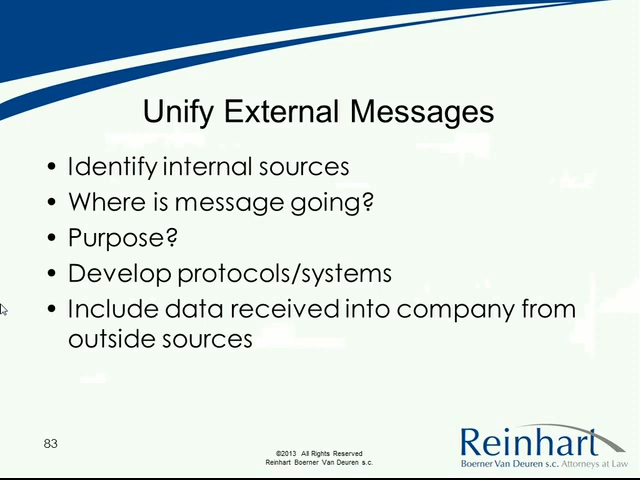 Unify External Messages
• Identify internal sources
• Where is message going?
• Purpose?
• Develop protocols/systems
• Include data received into company from
outside sources
83
©2013 All Rights Reserved
Reinhart Boerner Van Deuren s.c.
Reinhart
Boerner Van Deuren s.c. Attorneys at Law